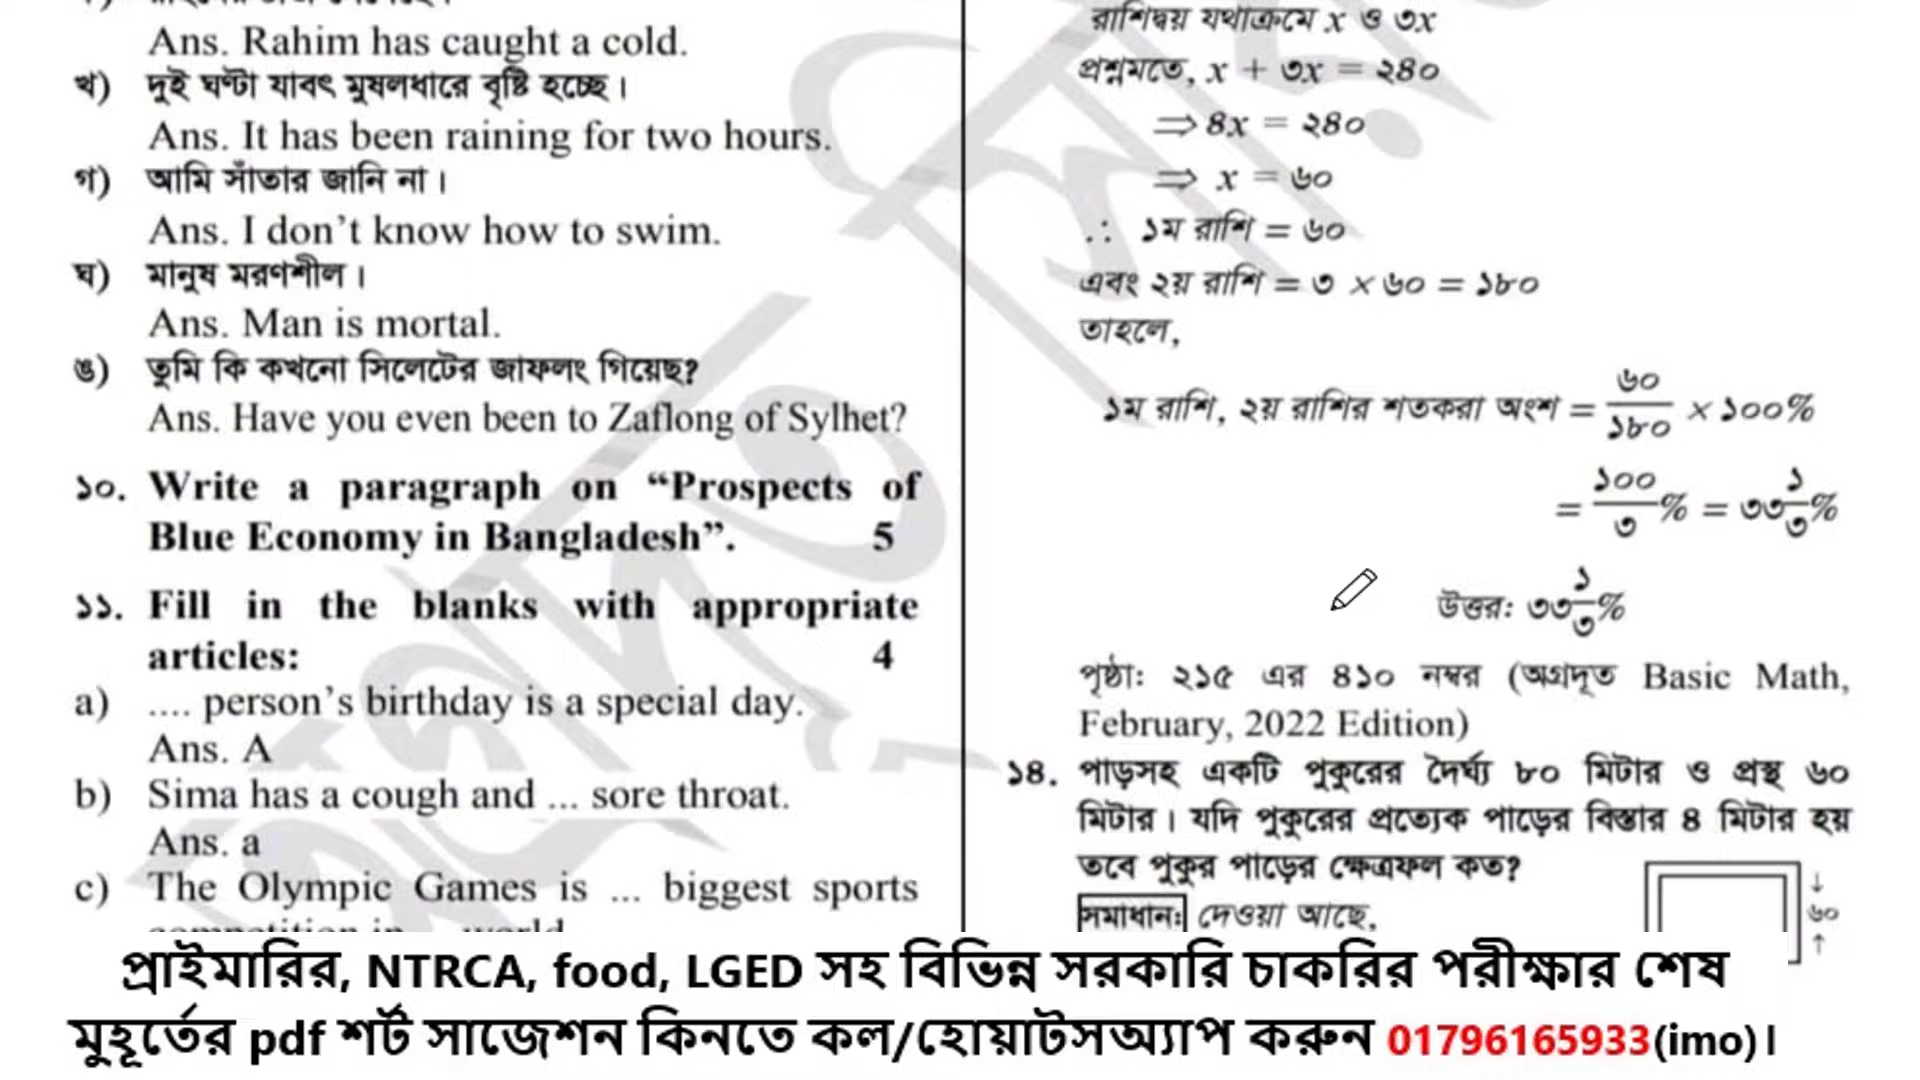 Ans. Rahim has caught a cold.
খ) দুই ঘণ্টা যাবৎ মুষলধারে বৃষ্টি হচ্ছে।
Ans. It has been raining for two hours.
গ) আমি সাঁতার জানি না।
Ans. I don't know how to swim.
ঘ) মানুষ মরণশীল।
Ans. Man is mortal.
ঙ) তুমি কি কখনো সিলেটের জাফলং গিয়েছ?
Ans. Have you even been to Zaflong of Sylhet?
১০. Write a paragraph on “Prospects of
Blue Economy in Bangladesh”. 5
১১. Fill in the blanks with appropriate
articles: 4
a) .... person's birthday is a special day.
Ans. A
b) Sima has a cough and ... sore throat.
Ans. a
c) The Olympic Games is ... biggest sports
competition in ... world
রাশিদ্বয় যথাক্রমে x ও ৩x
প্রশ্নমতে, x + ৩x = ২৪০
⇒ ৪x = ২৪০
⇒ x = ৬০
∴ ১ম রাশি = ৬০
এবং ২য় রাশি = ৩ × ৬০ = ১৮০
তাহলে,
১ম রাশি, ২য় রাশির শতকরা অংশ = ৬০/১৮০ × ১০০%
= ১০০/৩% = ৩৩ ১/৩%
উত্তর: ৩৩ ১/৩%
পৃষ্ঠা: ২১৫ এর ৪১০ নম্বর (অগ্রদূত Basic Math,
February, 2022 Edition)
১৪. পাড়সহ একটি পুকুরের দৈর্ঘ্য ৮০ মিটার ও প্রস্থ ৬০
মিটার। যদি পুকুরের প্রত্যেক পাড়ের বিস্তার ৪ মিটার হয়
তবে পুকুর পাড়ের ক্ষেত্রফল কত?
সমাধান: দেওয়া আছে,
↓
৬০
↑
প্রাইমারির, NTRCA, food, LGED সহ বিভিন্ন সরকারি চাকরির পরীক্ষার শেষ
মুহূর্তের pdf শর্ট সাজেশন কিনতে কল/হোয়াটসঅ্যাপ করুন 01796165933(imo)।